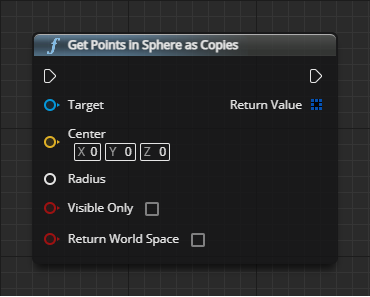 f Get Points in Sphere as Copies
Target Return Value
Center
X 0 Y 0 Z 0
Radius
Visible Only
Return World Space